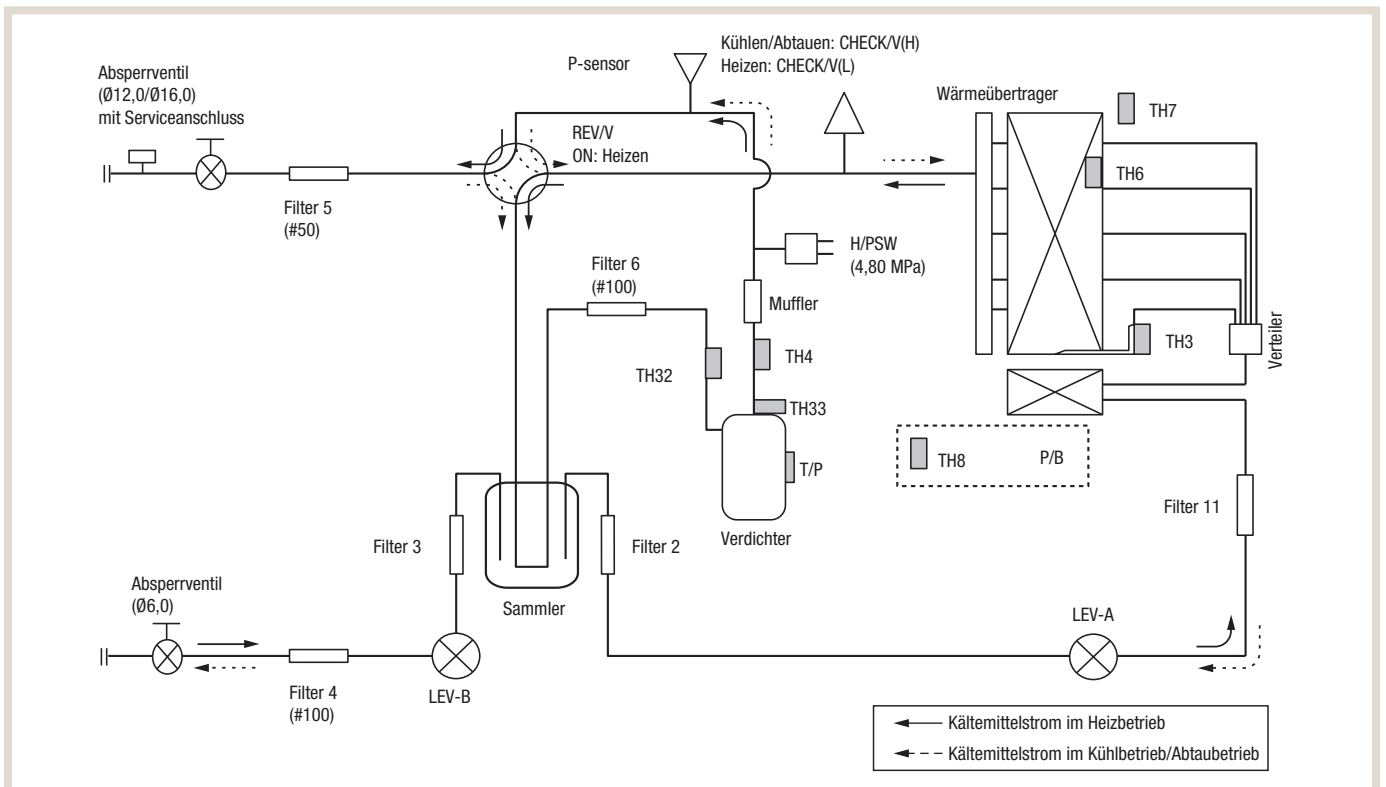 Kühlen/Abtauen: CHECK/V(H)
Heizen: CHECK/V(L)
P-sensor
Absperrventil
(Ø12,0/Ø16,0)
mit Serviceanschluss
Wärmeübertrager
TH7
REV/V
ON: Heizen
TH6
Filter 5
(#50)
H/PSW
(4,80 MPa)
Filter 6
(#100)
Muffler
TH3
Verteiler
TH4
TH32
TH33
TH8
P/B
T/P
Filter 11
Filter 3
Filter 2
Verdichter
Absperrventil
(Ø6,0)
Sammler
LEV-A
Filter 4
(#100)
LEV-B
Kältemittelstrom im Heizbetrieb
Kältemittelstrom im Kühlbetrieb/Abtaubetrieb